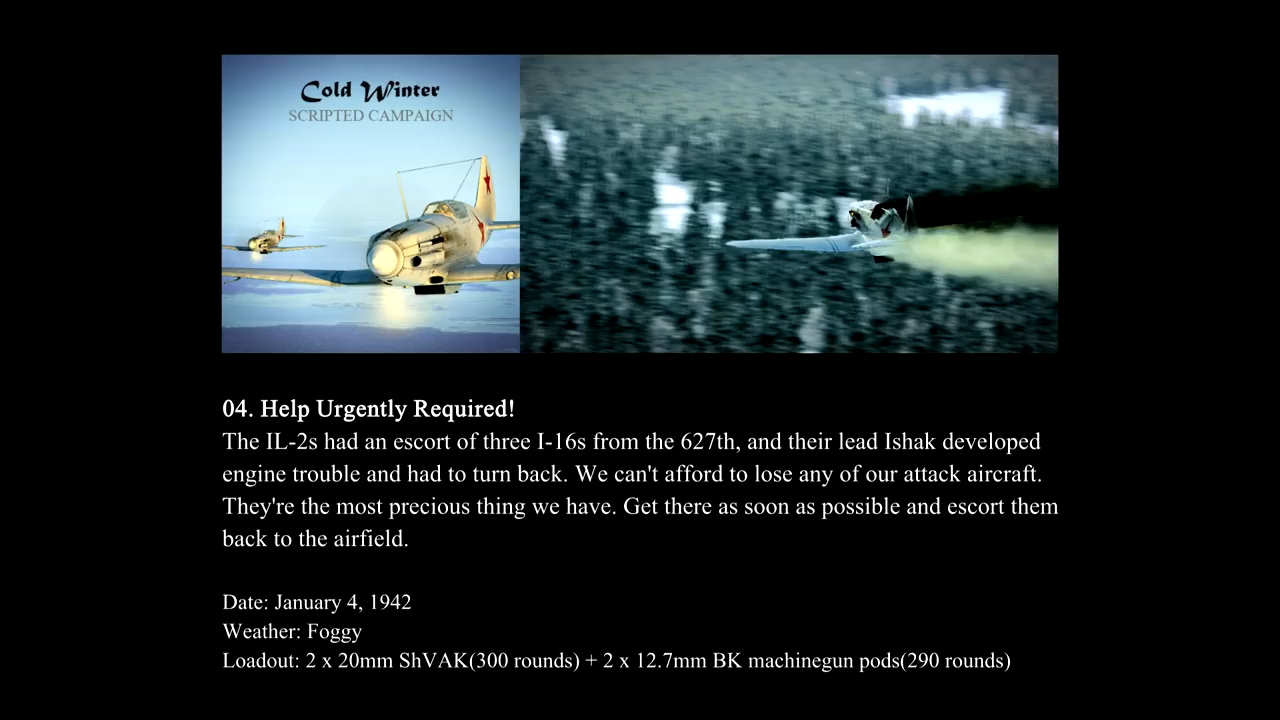 Cold Winter
SCRIPTED CAMPAIGN
04. Help Urgently Required!
The IL-2s had an escort of three I-16s from the 627th, and their lead Ishak developed
engine trouble and had to turn back. We can't afford to lose any of our attack aircraft.
They're the most precious thing we have. Get there as soon as possible and escort them
back to the airfield.
Date: January 4, 1942
Weather: Foggy
Loadout: 2 x 20mm ShVAK(300 rounds) + 2 x 12.7mm BK machinegun pods(290 rounds)